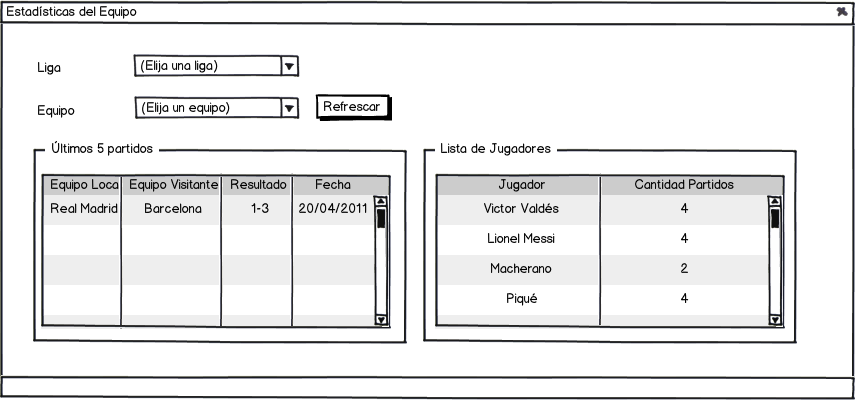 Estadísticas del Equipo
Liga (Elija una liga)
Equipo (Elija un equipo) Refrescar
Últimos 5 partidos
Equipo Loca Equipo Visitante Resultado Fecha
Real Madrid Barcelona 1-3 20/04/2011
Lista de Jugadores
Jugador Cantidad Partidos
Victor Valdés 4
Lionel Messi 4
Macherano 2
Piqué 4